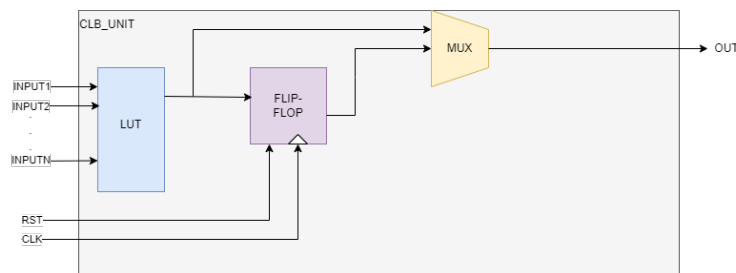 CLB_UNIT
MUX
OUT
INPUT1
INPUT2
INPUTN
LUT
FLIP-
FLOP
RST
CLK